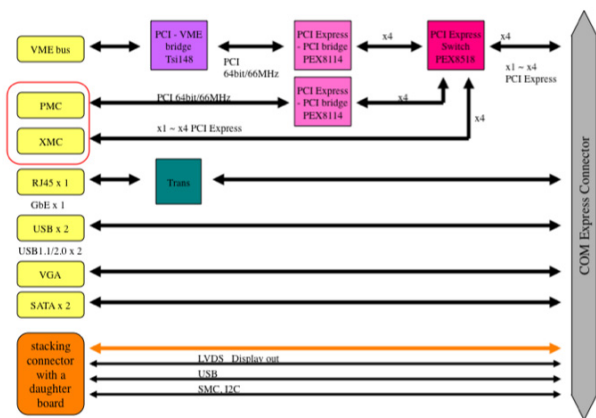 VME bus
PCI - VME
bridge
Tsi148
PCI
64bit/66MHz
PCI Express
- PCI bridge
PEX8114
x4
PCI Express
Switch
PEX8518
x4
x1 ~ x4
PCI Express
PMC
PCI 64bit/66MHz
PCI Express
- PCI bridge
PEX8114
x4
x4
XMC
x1 ~ x4 PCI Express
RJ45 x 1
Trans
GbE x 1
USB x 2
USB1.1/2.0 x 2
VGA
SATA x 2
stacking
connector
with a
daughter
board
LVDS Display out
USB
SMC, I2C
COM Express Connector